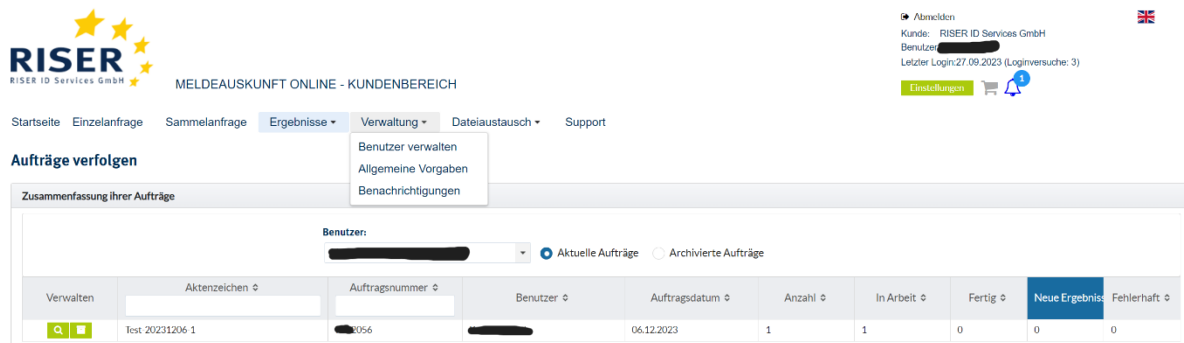 Abmelden
Kunde: RISER ID Services GmbH
Benutzer
Letzter Login:27.09.2023 (Loginversuche: 3)
RISER
RISER ID Services GmbH
MELDEAUSKUNFT ONLINE - KUNDENBEREICH
Einstellungen
1
Startseite Einzelanfrage Sammelanfrage Ergebnisse Verwaltung Dateiaustausch Support
Benutzer verwalten
Allgemeine Vorgaben
Benachrichtigungen
Aufträge verfolgen
Zusammenfassung ihrer Aufträge
Benutzer:
Aktuelle Aufträge Archivierte Aufträge
Verwalten Aktenzeichen Auftragsnummer Benutzer Auftragsdatum Anzahl In Arbeit Fertig Neue Ergebniss Fehlerhaft
Test 20231206 1 2056 06.12.2023 1 1 0 0 0